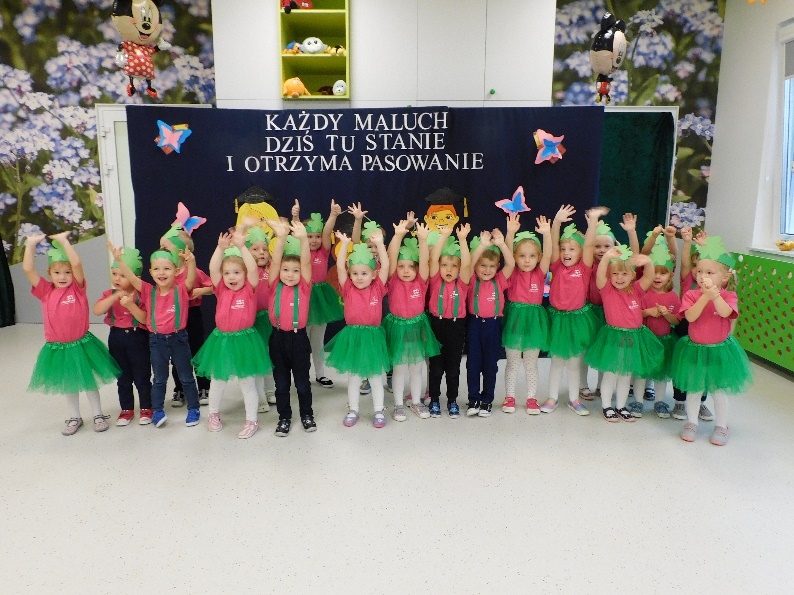 KAŻDY MALUCH
DZIŚ TU STANIE
I OTRZYMA PASOWANIE